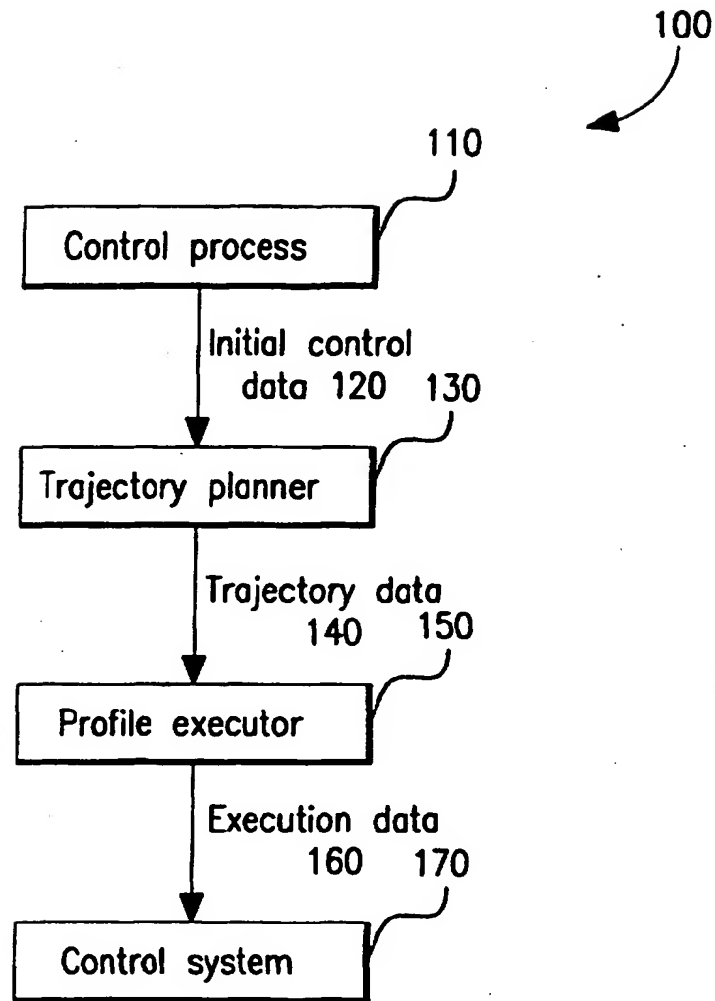 100
110
Control process
Initial control
data 120
130
Trajectory planner
Trajectory data
140
150
Profile executor
Execution data
160
170
Control system